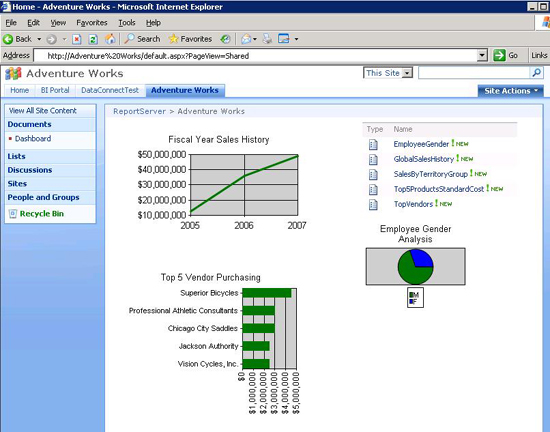 Home - Adventure Works - Microsoft Internet Explorer
File Edit View Favorites Tools Help
Back Search Favorites
Address http://Adventure%20Works/default.aspx?PageView=Shared Go Links
Adventure Works This Site
Home BI Portal DataConnectTest Adventure Works Site Actions
View All Site Content
Documents
Dashboard
Lists
Discussions
Sites
People and Groups
Recycle Bin
ReportServer > Adventure Works
Fiscal Year Sales History
$50,000,000
$40,000,000
$30,000,000
$20,000,000
$10,000,000
2005 2006 2007
Type Name
EmployeeGender ! NEW
GlobalSalesHistory ! NEW
SalesByTerritoryGroup ! NEW
Top5ProductsStandardCost ! NEW
TopVendors ! NEW
Employee Gender
Analysis
M
F
Top 5 Vendor Purchasing
Superior Bicycles
Professional Athletic Consultants
Chicago City Saddles
Jackson Authority
Vision Cycles, Inc.
$0
$1,000,000
$2,000,000
$3,000,000
$4,000,000
$5,000,000